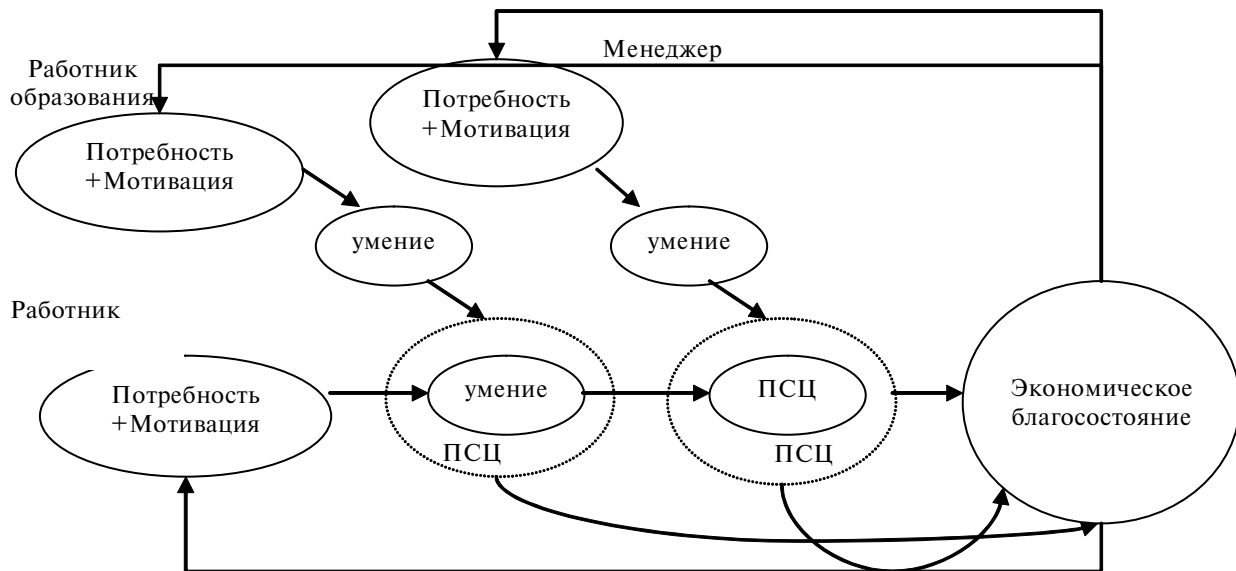 Менеджер
Работник
образования
Потребность
+Мотивация
Потребность
+Мотивация
умение
умение
Работник
Потребность
+Мотивация
умение
ПСЦ
ПСЦ
ПСЦ
Экономическое
благосостояние